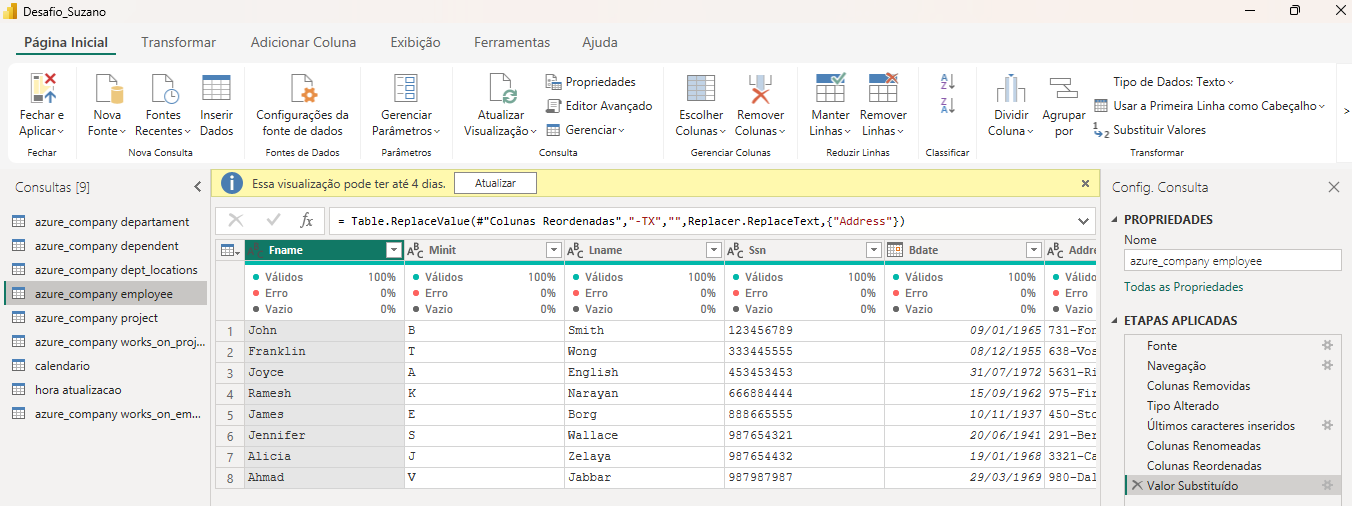 Desafio_Suzano
Página Inicial Transformar Adicionar Coluna Exibição Ferramentas Ajuda
Fechar e Aplicar
Fechar
Nova Fonte
Fontes Recentes
Inserir Dados
Nova Consulta
Configurações da fonte de dados
Fontes de Dados
Gerenciar Parâmetros
Parâmetros
Atualizar Visualização
Propriedades
Editor Avançado
Gerenciar
Consulta
Escolher Colunas
Remover Colunas
Gerenciar Colunas
Manter Linhas
Remover Linhas
Reduzir Linhas
A Z
Z A
Classificar
Dividir Coluna
Agrupar por
Tipo de Dados: Texto
Usar a Primeira Linha como Cabeçalho
1 2 Substituir Valores
Transformar
>
Consultas [9]
azure_company departament
azure_company dependent
azure_company dept_locations
azure_company employee
azure_company project
azure_company works_on_proj...
calendario
hora atualizacao
azure_company works_on_em...
Essa visualização pode ter até 4 dias. Atualizar
fx = Table.ReplaceValue(#"Colunas Reordenadas","-TX","",Replacer.ReplaceText,{"Address"})
ABC Fname ABC Minit ABC Lname ABC Ssn Bdate ABC Addre
Válidos 100% Válidos 100% Válidos 100% Válidos 100% Válidos 100% Válido
Erro 0% Erro 0% Erro 0% Erro 0% Erro 0% Erro
Vazio 0% Vazio 0% Vazio 0% Vazio 0% Vazio 0% Vazio
1 John B Smith 123456789 09/01/1965 731-Fon
2 Franklin T Wong 333445555 08/12/1955 638-Vos
3 Joyce A English 453453453 31/07/1972 5631-Ri
4 Ramesh K Narayan 666884444 15/09/1962 975-Fir
5 James E Borg 888665555 10/11/1937 450-Sto
6 Jennifer S Wallace 987654321 20/06/1941 291-Ber
7 Alicia J Zelaya 987654432 19/01/1968 3321-Ca
8 Ahmad V Jabbar 987987987 29/03/1969 980-Dal
Config. Consulta
PROPRIEDADES
Nome
azure_company employee
Todas as Propriedades
ETAPAS APLICADAS
Fonte
Navegação
Colunas Removidas
Tipo Alterado
Últimos caracteres inseridos
Colunas Renomeadas
Colunas Reordenadas
Valor Substituído